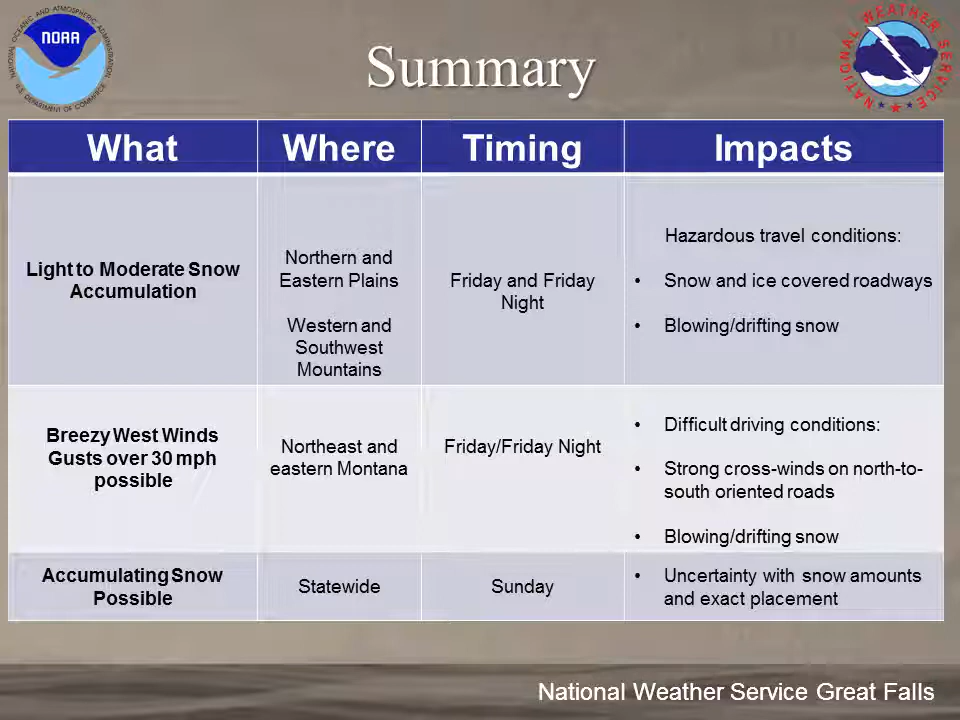 NATIONAL OCEANIC AND ATMOSPHERIC ADMINISTRATION
NOAA
U.S. DEPARTMENT OF COMMERCE
Summary
NATIONAL WEATHER SERVICE
What
Where
Timing
Impacts
Light to Moderate Snow
Accumulation
Northern and
Eastern Plains
Western and
Southwest
Mountains
Friday and Friday
Night
Hazardous travel conditions:
• Snow and ice covered roadways
• Blowing/drifting snow
Breezy West Winds
Gusts over 30 mph
possible
Northeast and
eastern Montana
Friday/Friday Night
• Difficult driving conditions:
• Strong cross-winds on north-to-
south oriented roads
• Blowing/drifting snow
Accumulating Snow
Possible
Statewide
Sunday
• Uncertainty with snow amounts
and exact placement
National Weather Service Great Falls